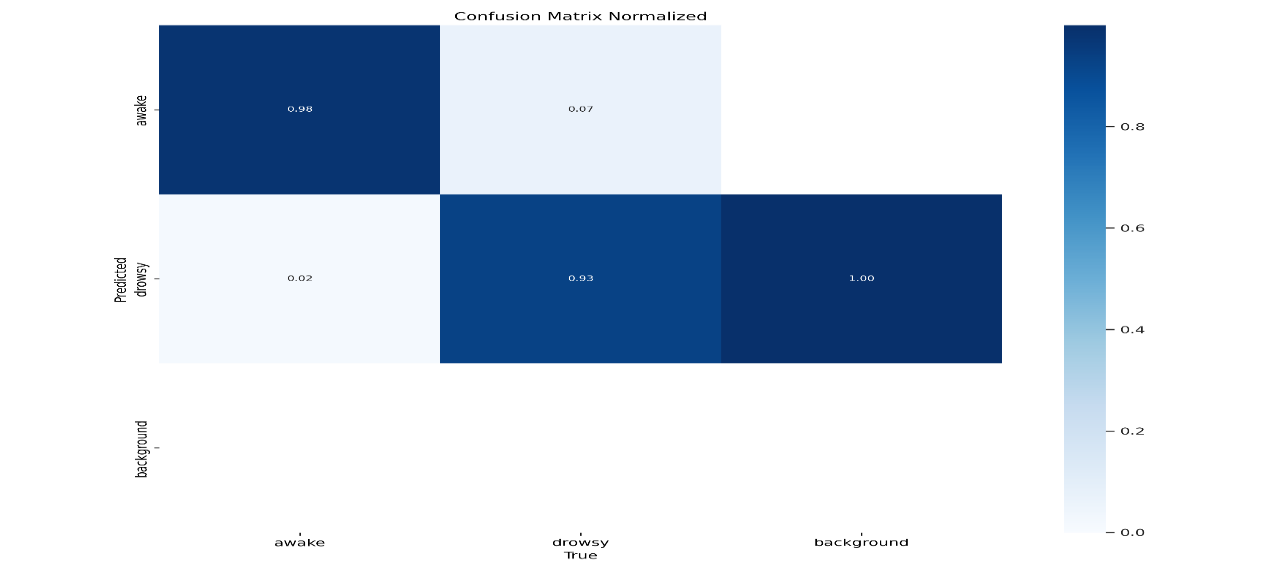 Confusion Matrix Normalized
awake
0.98
0.07
0.8
Predicted
drowsy
0.02
0.93
1.00
0.6
0.4
background
0.2
0.0
awake
drowsy
background
True